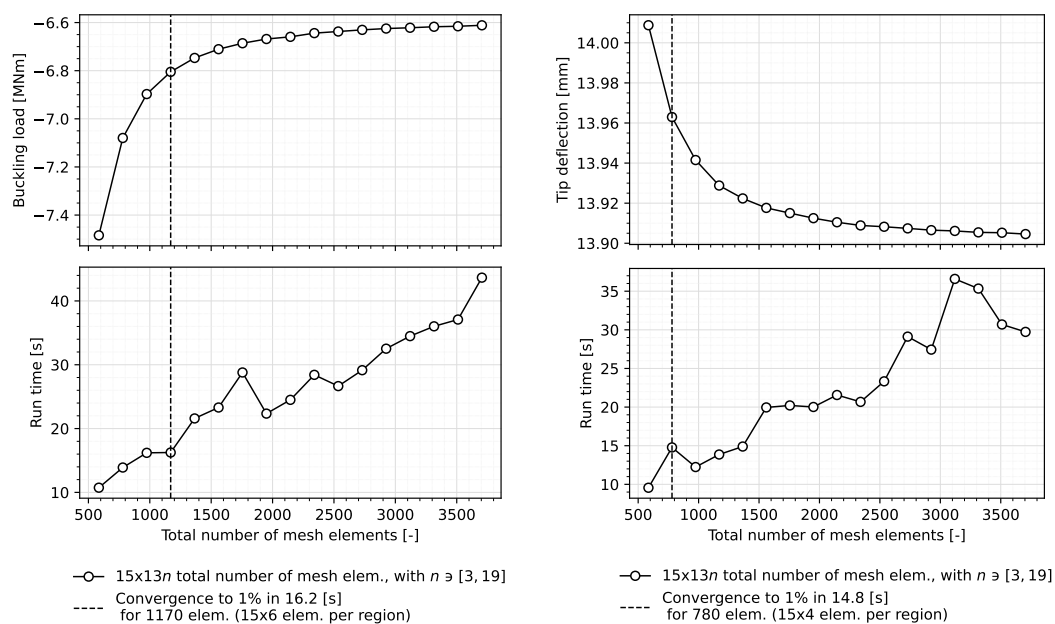 Buckling load [MNm]
−6.6
−6.8
−7.0
−7.2
−7.4
Tip deflection [mm]
14.00
13.98
13.96
13.94
13.92
13.90
Run time [s]
40
30
20
10
500 1000 1500 2000 2500 3000 3500
Total number of mesh elements [-]
Run time [s]
35
30
25
20
15
10
500 1000 1500 2000 2500 3000 3500
Total number of mesh elements [-]
15x13n total number of mesh elem., with n ∍ [3, 19]
Convergence to 1% in 16.2 [s]
for 1170 elem. (15x6 elem. per region)
15x13n total number of mesh elem., with n ∍ [3, 19]
Convergence to 1% in 14.8 [s]
for 780 elem. (15x4 elem. per region)